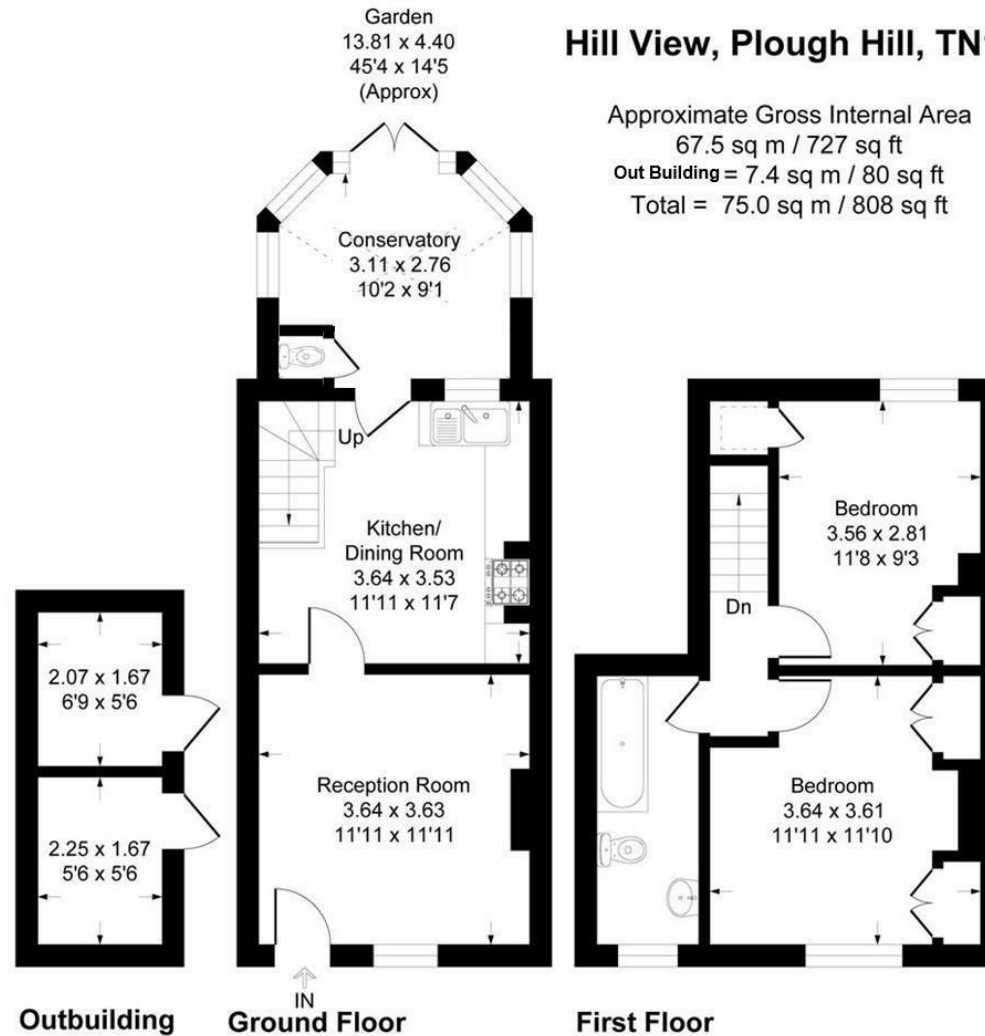 Garden
13.81 x 4.40
45'4 x 14'5
(Approx)
Hill View, Plough Hill, TN
Approximate Gross Internal Area
67.5 sq m / 727 sq ft
Out Building = 7.4 sq m / 80 sq ft
Total = 75.0 sq m / 808 sq ft
Conservatory
3.11 x 2.76
10'2 x 9'1
Up
Kitchen/
Dining Room
3.64 x 3.53
11'11 x 11'7
Bedroom
3.56 x 2.81
11'8 x 9'3
Dn
2.07 x 1.67
6'9 x 5'6
Reception Room
3.64 x 3.63
11'11 x 11'11
Bedroom
3.64 x 3.61
11'11 x 11'10
2.25 x 1.67
5'6 x 5'6
IN
Outbuilding
Ground Floor
First Floor